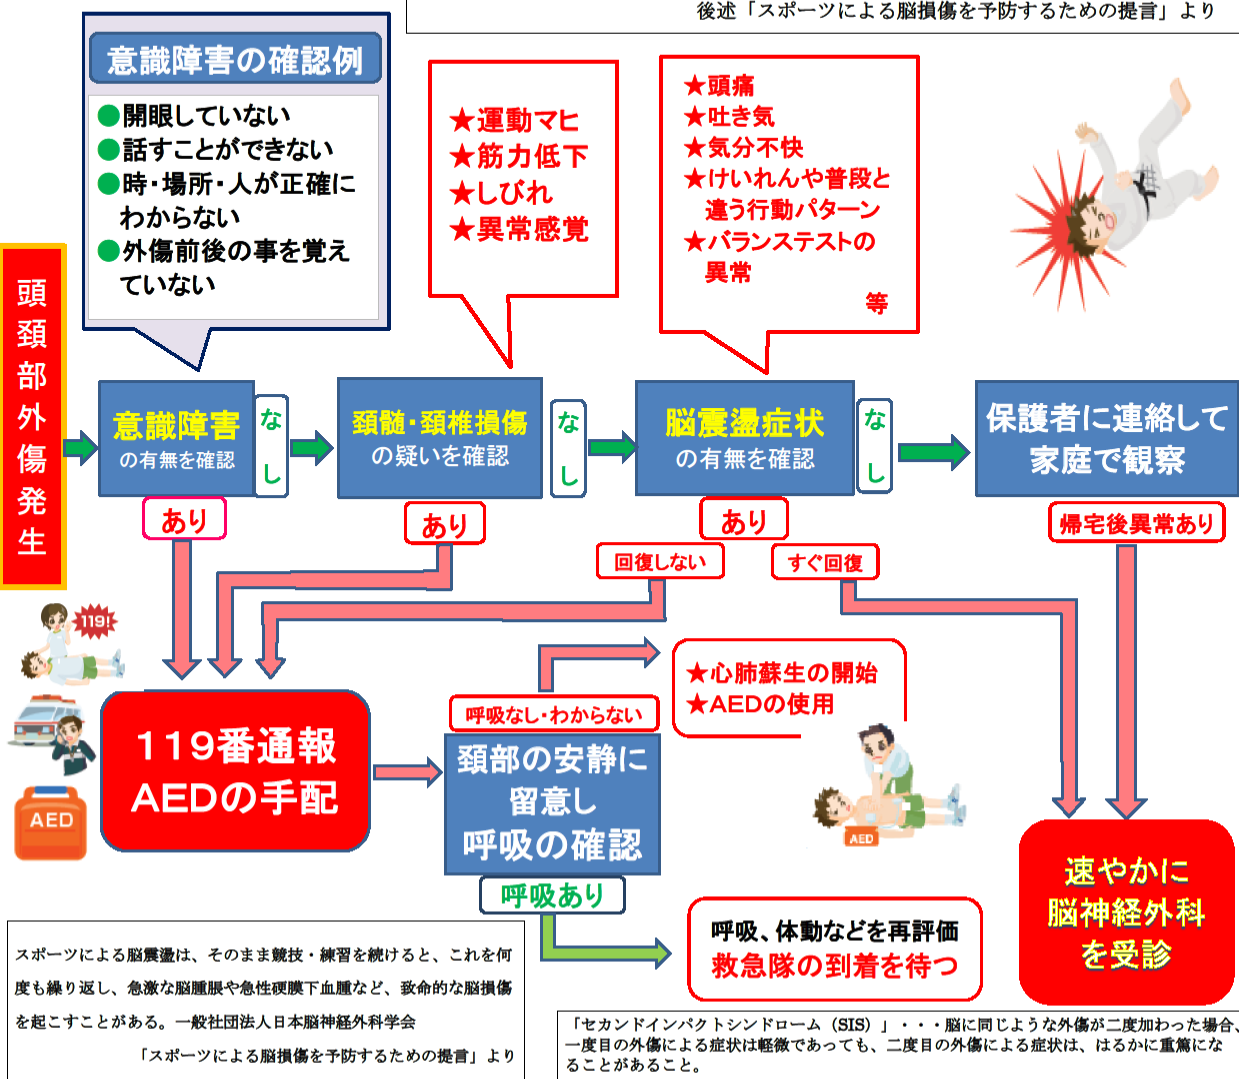 後述「スポーツによる脳損傷を予防するための提言」より
意識障害の確認例
●開眼していない
●話すことができない
●時・場所・人が正確に
わからない
●外傷前後の事を覚え
ていない
★運動マヒ
★筋力低下
★しびれ
★異常感覚
★頭痛
★吐き気
★気分不快
★けいれんや普段と
違う行動パターン
★バランステストの
異常
等
頭頚部外傷発生
意識障害
の有無を確認
なし
あり
頚髄・頚椎損傷
の疑いを確認
なし
あり
脳震盪症状
の有無を確認
なし
あり
回復しない
すぐ回復
保護者に連絡して
家庭で観察
帰宅後異常あり
119!
AED
119番通報
AEDの手配
呼吸なし・わからない
頚部の安静に
留意し
呼吸の確認
呼吸あり
★心肺蘇生の開始
★AEDの使用
AED
呼吸、体動などを再評価
救急隊の到着を待つ
速やかに
脳神経外科
を受診
スポーツによる脳震盪は、そのまま競技・練習を続けると、これを何
度も繰り返し、急激な脳腫脹や急性硬膜下血腫など、致命的な脳損傷
を起こすことがある。一般社団法人日本脳神経外科学会
「スポーツによる脳損傷を予防するための提言」より
「セカンドインパクトシンドローム（SIS）」・・・脳に同じような外傷が二度加わった場合、
一度目の外傷による症状は軽微であっても、二度目の外傷による症状は、はるかに重篤にな
ることがあること。